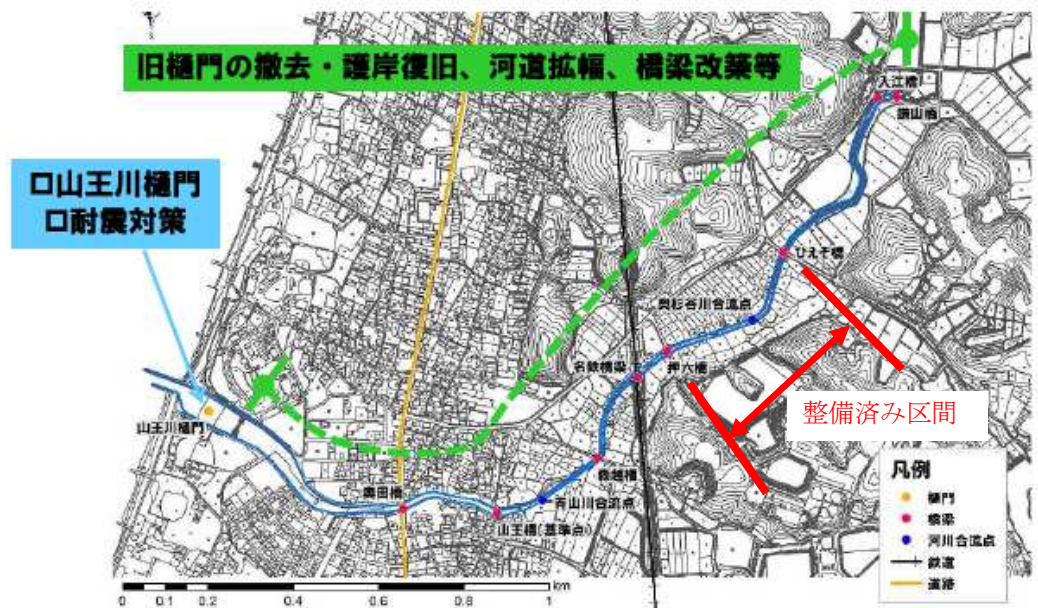 旧樋門の撤去・護岸復旧、河道拡幅、橋梁改築等
入江橋
鍋山橋
□山王川樋門
□耐震対策
ひえぞ橋
奥杉谷川合流点
名鉄橋梁
押六橋
整備済み区間
山王川樋門
奥田橋
山王橋(基準点)
青山川合流点
凡例
樋門
橋梁
河川合流点
鉄道
道路
km
0 0.1 0.2 0.4 0.6 0.8 1